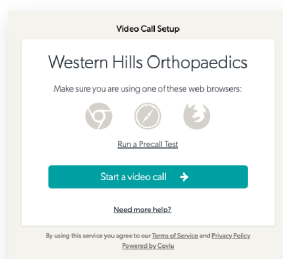 Video Call Setup
Western Hills Orthopaedics
Make sure you are using one of these web browsers:
Run a Precall Test
Start a video call
Need more help?
By using this service you agree to our Terms of Service and Privacy Policy
Powered by Coviu